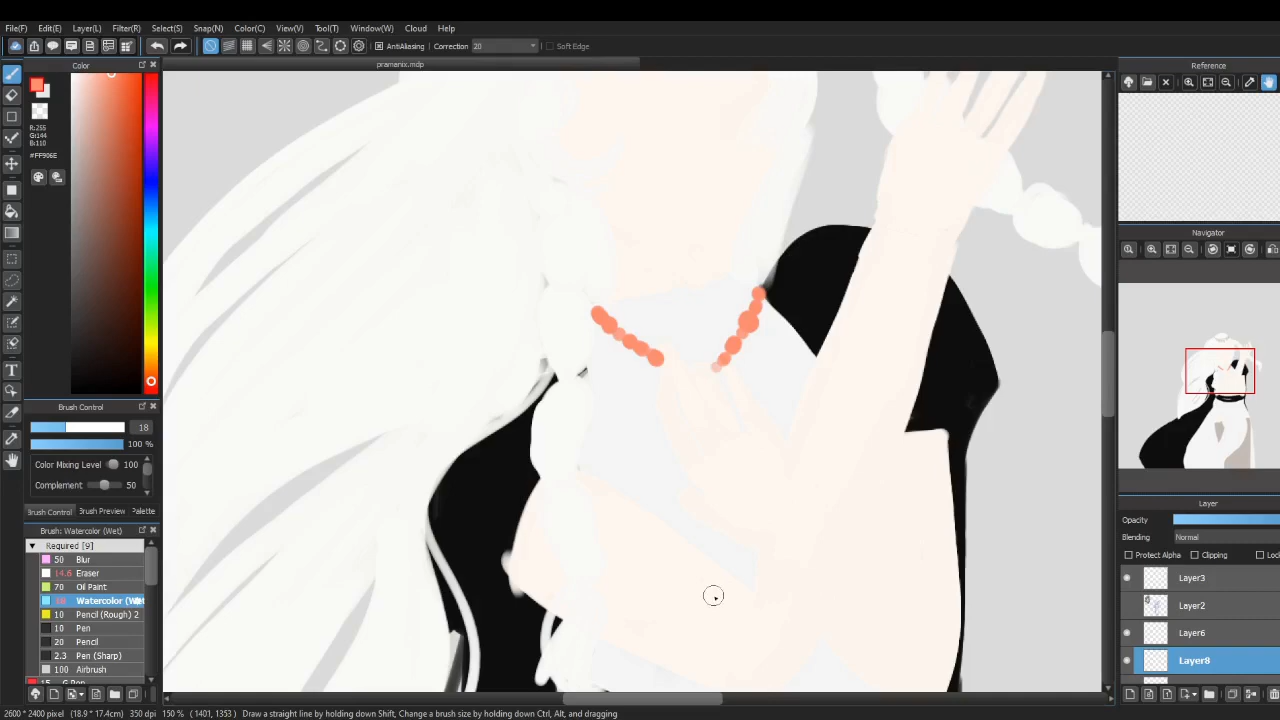 File(F) Edit(E) Layer(L) Filter(R) Select(S) Snap(N) Color(C) View(V) Tool(T) Window(W) Cloud Help
AntiAliasing Correction 20 Soft Edge
Color
pramanix.mdp
Reference
R:255
G:144
B:110
#FF906E
Navigator
Brush Control
18
100 %
Color Mixing Level 100
Complement 50
Brush Control Brush Preview Palette
Brush: Watercolor (Wet)
Required [9]
50 Blur
14.6 Eraser
70 Oil Paint
18 Watercolor (Wet
10 Pencil (Rough) 2
10 Pen
20 Pencil
2.3 Pen (Sharp)
100 Airbrush
15 G Pen
Layer
Opacity
Blending Normal
Protect Alpha Clipping Loc
Layer3
Layer2
Layer6
Layer8
2600 * 2400 pixel (18.9 * 17.4cm) 350 dpi 150 % ( 1401, 1353 ) Draw a straight line by holding down Shift, Change a brush size by holding down Ctrl, Alt, and dragging